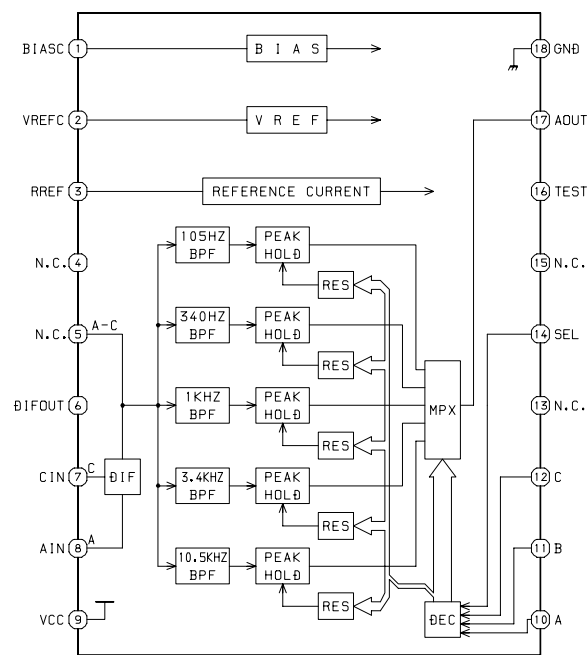 BIASC 1 B I A S 18 GND
VREFC 2 V R E F 17 AOUT
RREF 3 REFERENCE CURRENT 16 TEST
N.C. 4 105HZ BPF PEAK HOLD 15 N.C.
RES
N.C. 5 A-C 340HZ BPF PEAK HOLD 14 SEL
RES
DIFOUT 6 1KHZ BPF PEAK HOLD MPX 13 N.C.
RES
CIN 7 C DIF 3.4KHZ BPF PEAK HOLD 12 C
RES
AIN 8 A 10.5KHZ BPF PEAK HOLD 11 B
RES
VCC 9 DEC 10 A